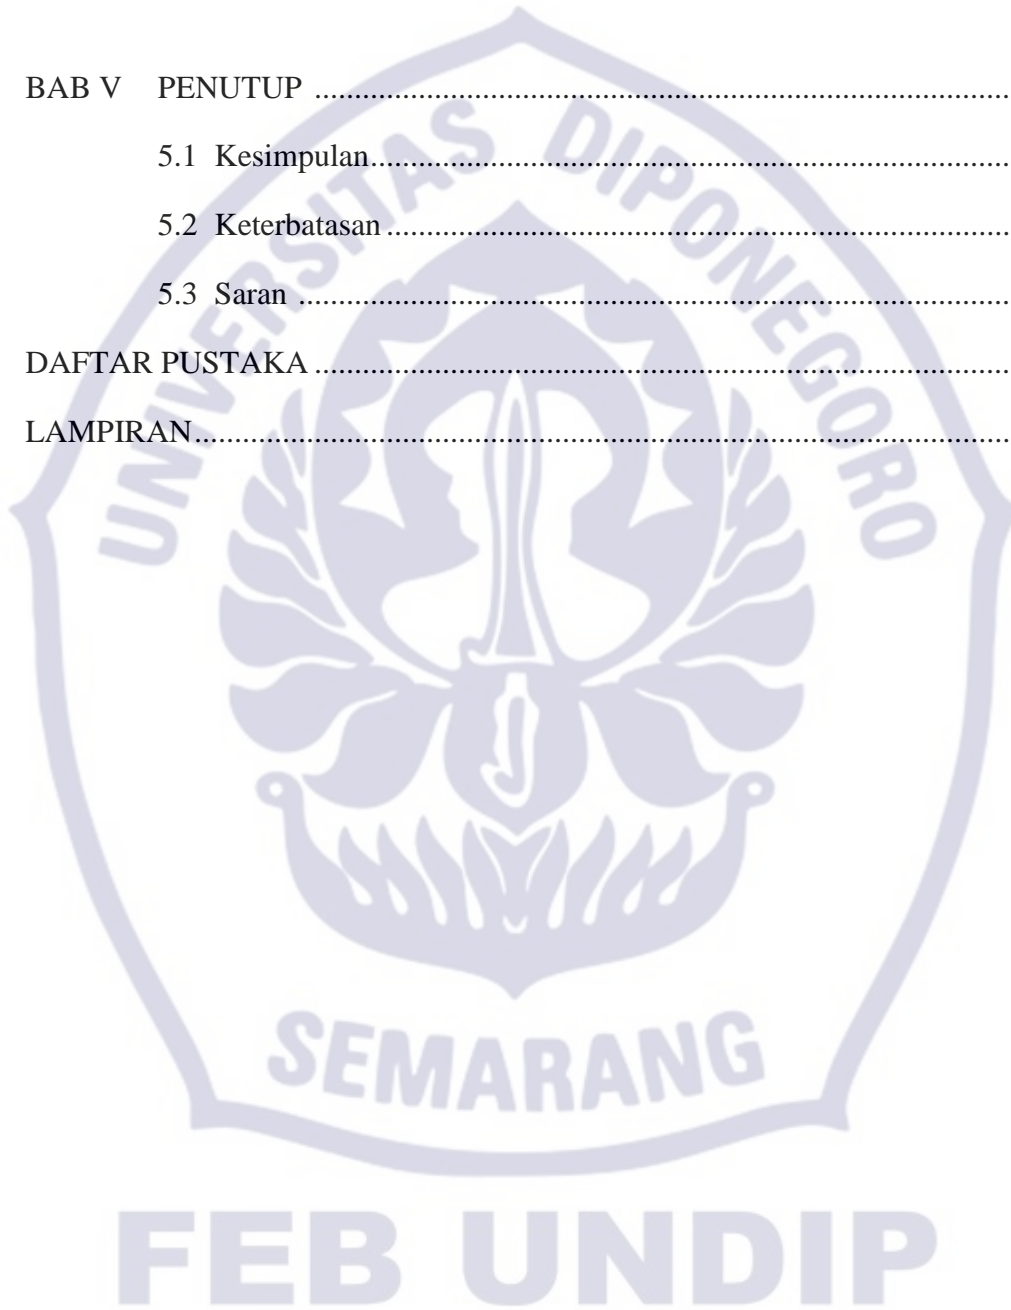 BAB V PENUTUP ........................................................................................
5.1 Kesimpulan.................................................................................
5.2 Keterbatasan ...............................................................................
5.3 Saran ..........................................................................................
DAFTAR PUSTAKA ........................................................................................
LAMPIRAN.......................................................................................................
UNIVERSITAS DIPONEGORO
SEMARANG
FEB UNDIP